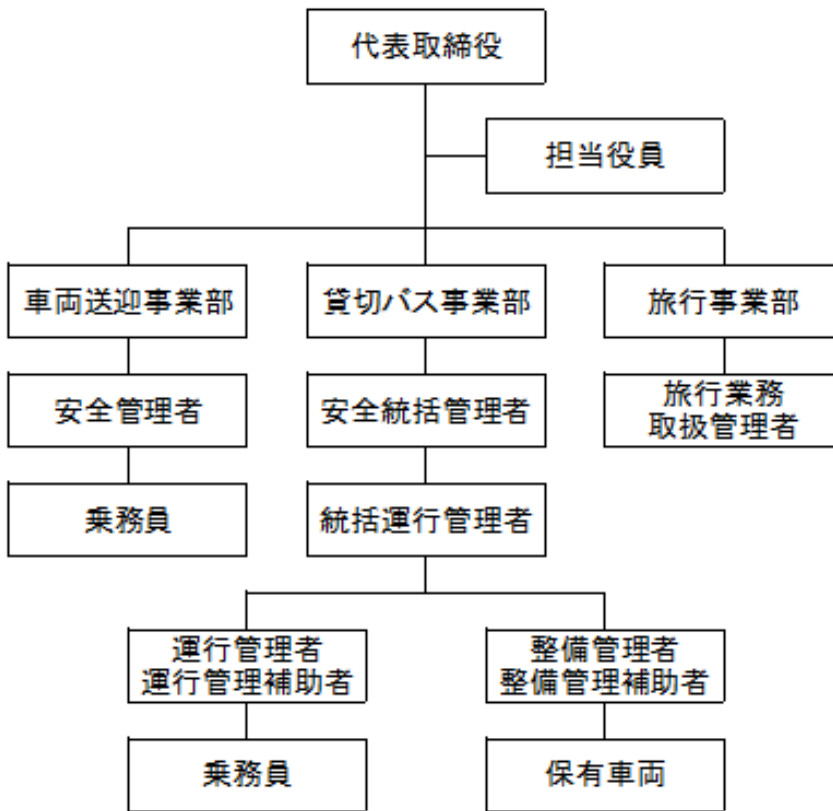 代表取締役
担当役員
車両送迎事業部
貸切バス事業部
旅行事業部
安全管理者
安全統括管理者
旅行業務
取扱管理者
乗務員
統括運行管理者
運行管理者
運行管理補助者
整備管理者
整備管理補助者
乗務員
保有車両